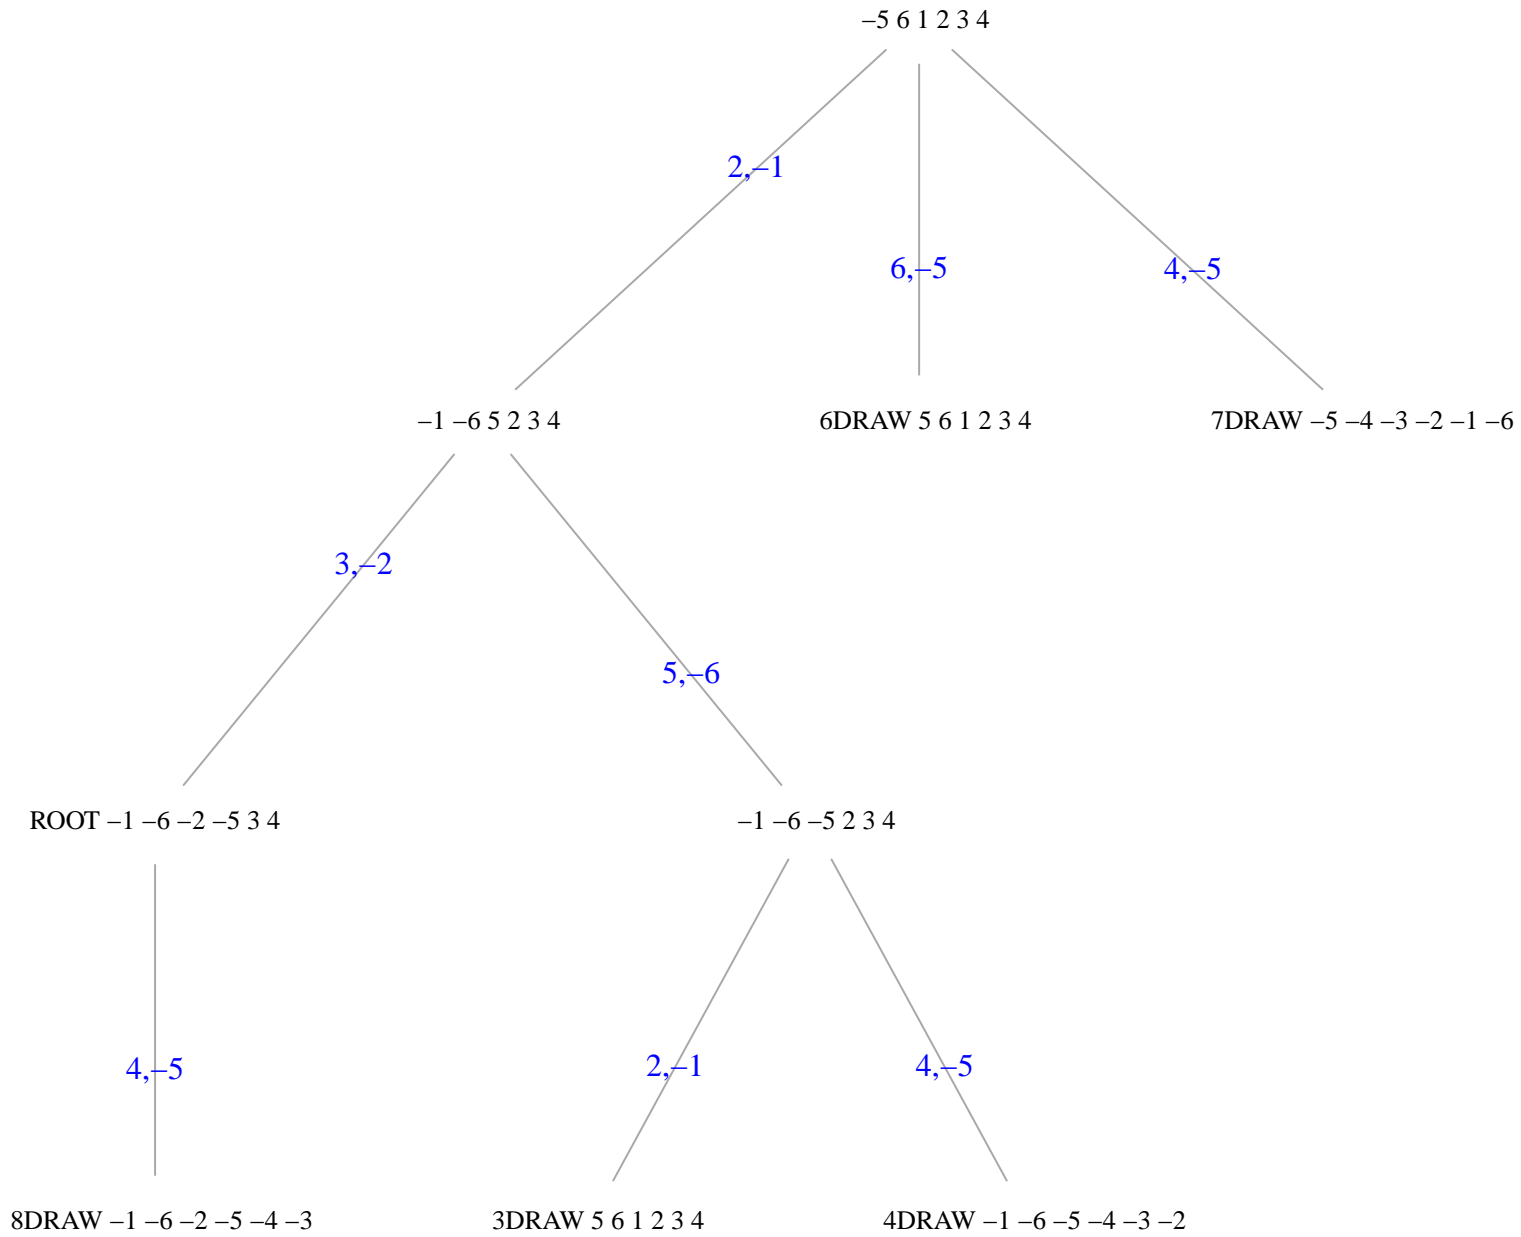 –5 6 1 2 3 4
2,–1
6,–5
4,–5
–1 –6 5 2 3 4
6DRAW 5 6 1 2 3 4
7DRAW –5 –4 –3 –2 –1 –6
3,–2
5,–6
ROOT –1 –6 –2 –5 3 4
–1 –6 –5 2 3 4
4,–5
2,–1
4,–5
8DRAW –1 –6 –2 –5 –4 –3
3DRAW 5 6 1 2 3 4
4DRAW –1 –6 –5 –4 –3 –2